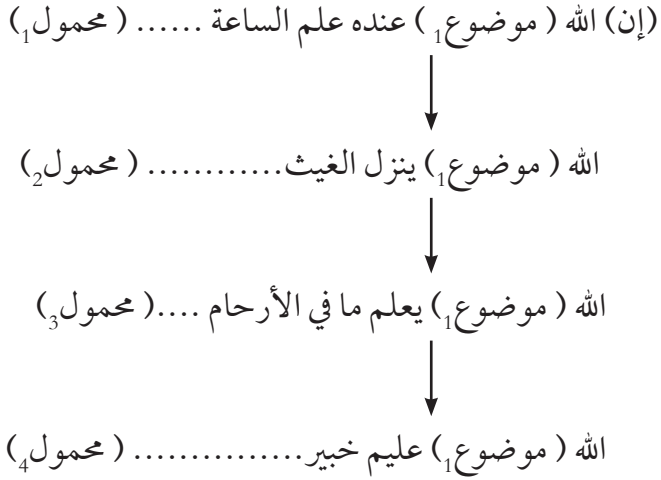 (إن) الله ( موضوع1 ) عنده علم الساعة ...... ( محمول1)
الله ( موضوع1) ينزل الغيث............ ( محمول2)
الله ( موضوع1) يعلم ما في الأرحام ....( محمول3)
الله ( موضوع1) عليم خبير............... ( محمول4)